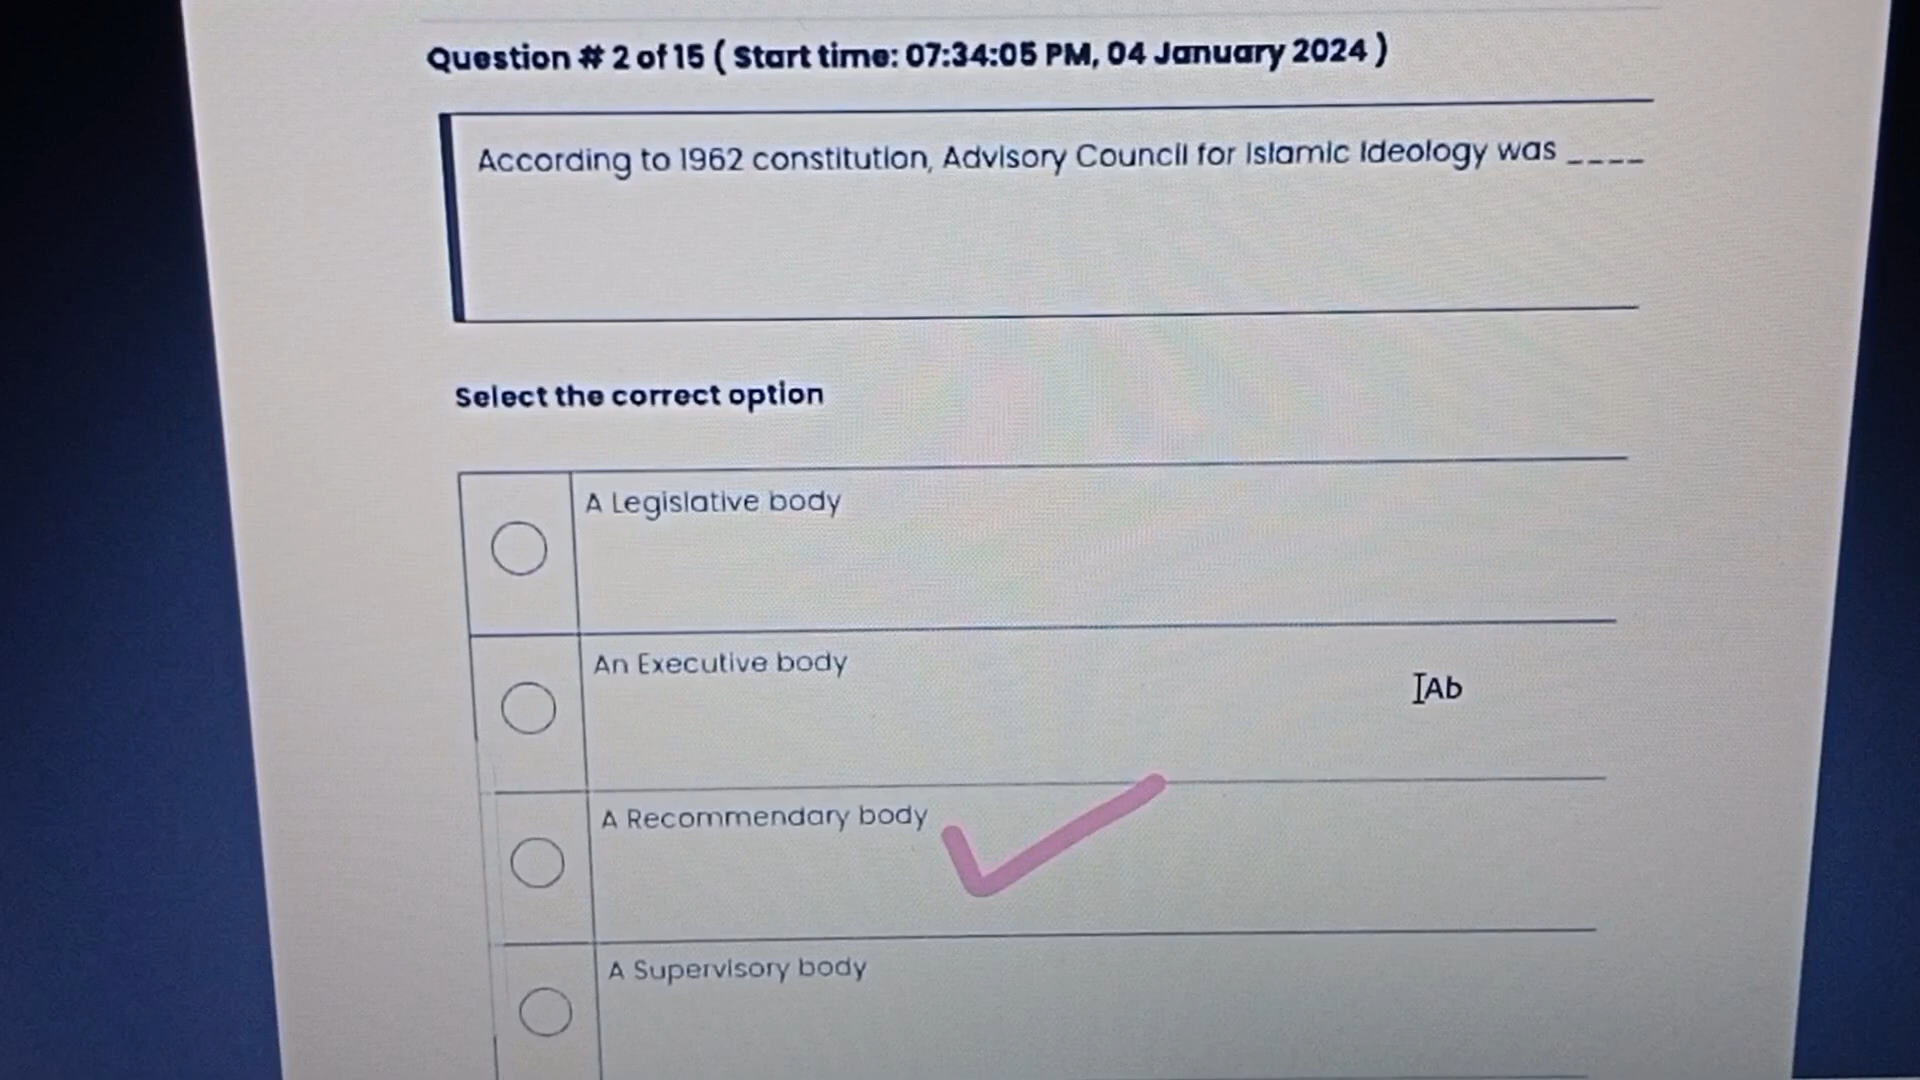 Question # 2 of 15 ( Start time: 07:34:05 PM, 04 January 2024 )
According to 1962 constitution, Advisory Council for Islamic Ideology was ____
Select the correct option
A Legislative body
An Executive body
Ab
A Recommendary body
A Supervisory body